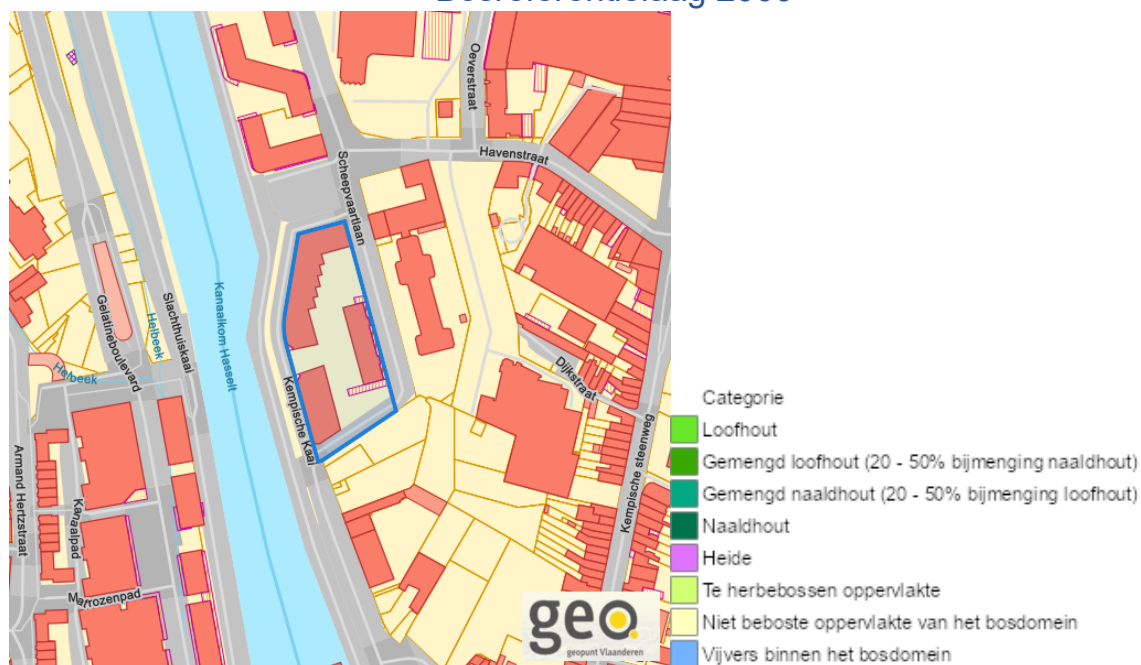 Oeverstraat
Havenstraat
Scheepvaartlaan
Kanaalkom Hasselt
Slachthuiskaai
Helbeek
Gelatineboulevard
Helbeek
Kempische Kaai
Dijkstraat
Kempische steenweg
Armand Hertzstraat
Kanaalpad
Matrozenpad
geo
geopunt Vlaanderen
Categorie
Loofhout
Gemengd loofhout (20 - 50% bijmenging naaldhout)
Gemengd naaldhout (20 - 50% bijmenging loofhout)
Naaldhout
Heide
Te herbebossen oppervlakte
Niet beboste oppervlakte van het bosdomein
Vijvers binnen het bosdomein